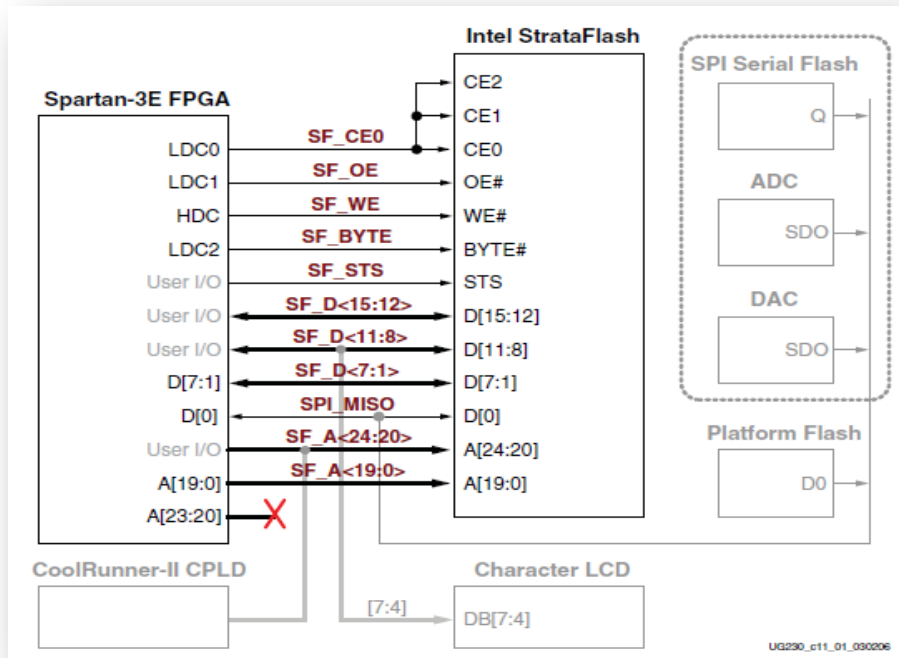 Intel StrataFlash
SPI Serial Flash
Spartan-3E FPGA
CE2
Q
CE1
LDC0 SF_CE0 CE0
ADC
LDC1 SF_OE OE#
HDC SF_WE WE#
SDO
LDC2 SF_BYTE BYTE#
User I/O SF_STS STS
DAC
User I/O SF_D<15:12> D[15:12]
User I/O SF_D<11:8> D[11:8]
SDO
D[7:1] SF_D<7:1> D[7:1]
D[0] SPI_MISO D[0]
Platform Flash
User I/O SF_A<24:20> A[24:20]
A[19:0] SF_A<19:0> A[19:0]
D0
A[23:20]
CoolRunner-II CPLD
Character LCD
[7:4] DB[7:4]
UG230_c11_01_030206